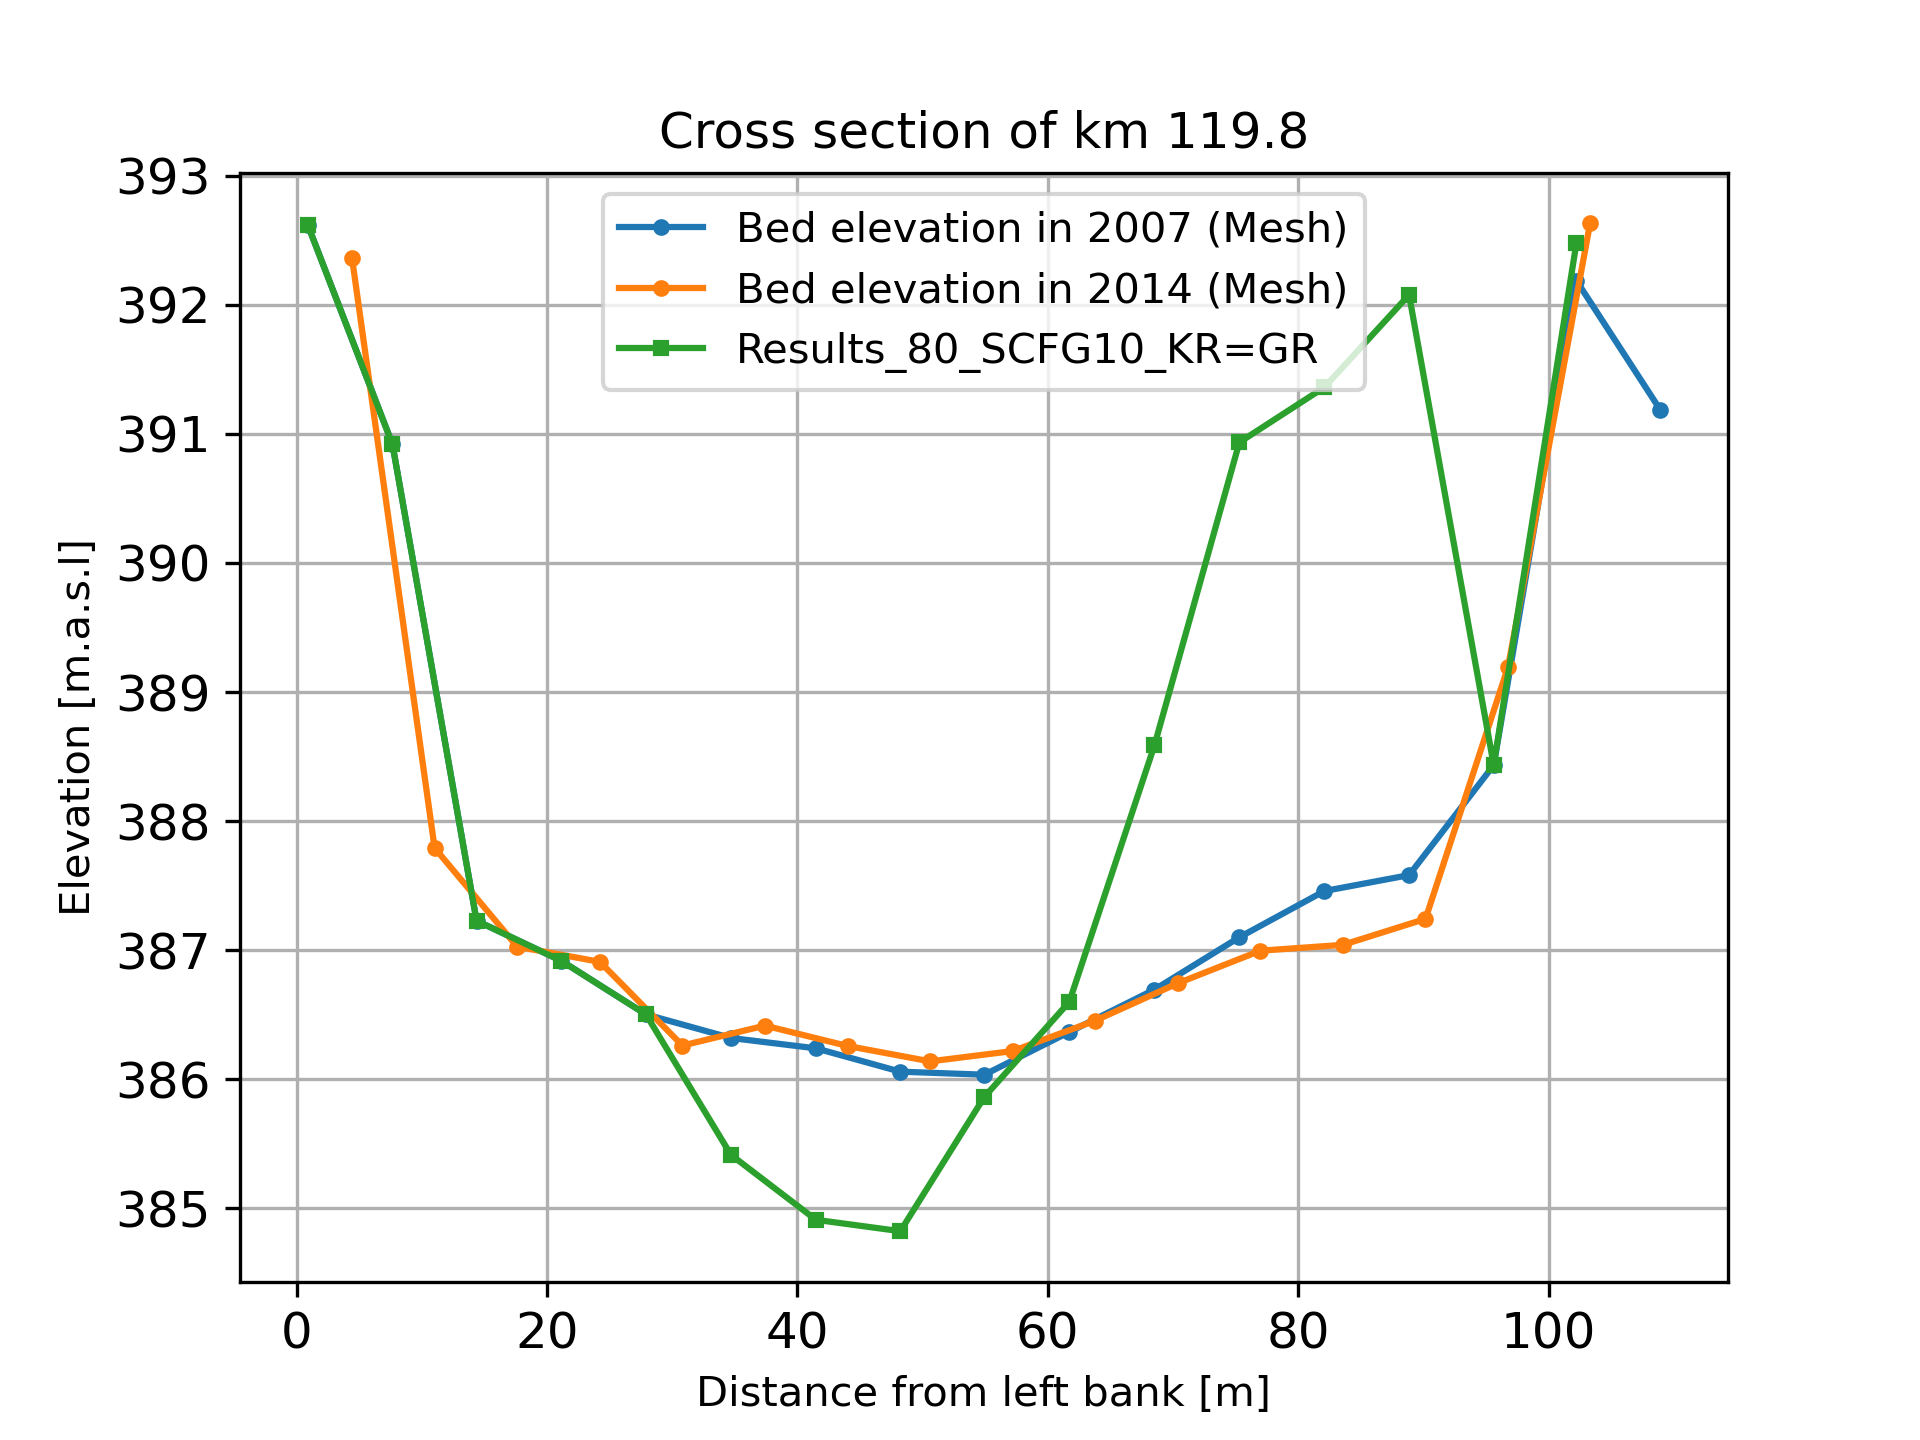 Cross section of km 119.8
393
392
391
390
389
388
387
386
385
Elevation [m.a.s.l]
Bed elevation in 2007 (Mesh)
Bed elevation in 2014 (Mesh)
Results_80_SCFG10_KR=GR
0 20 40 60 80 100
Distance from left bank [m]